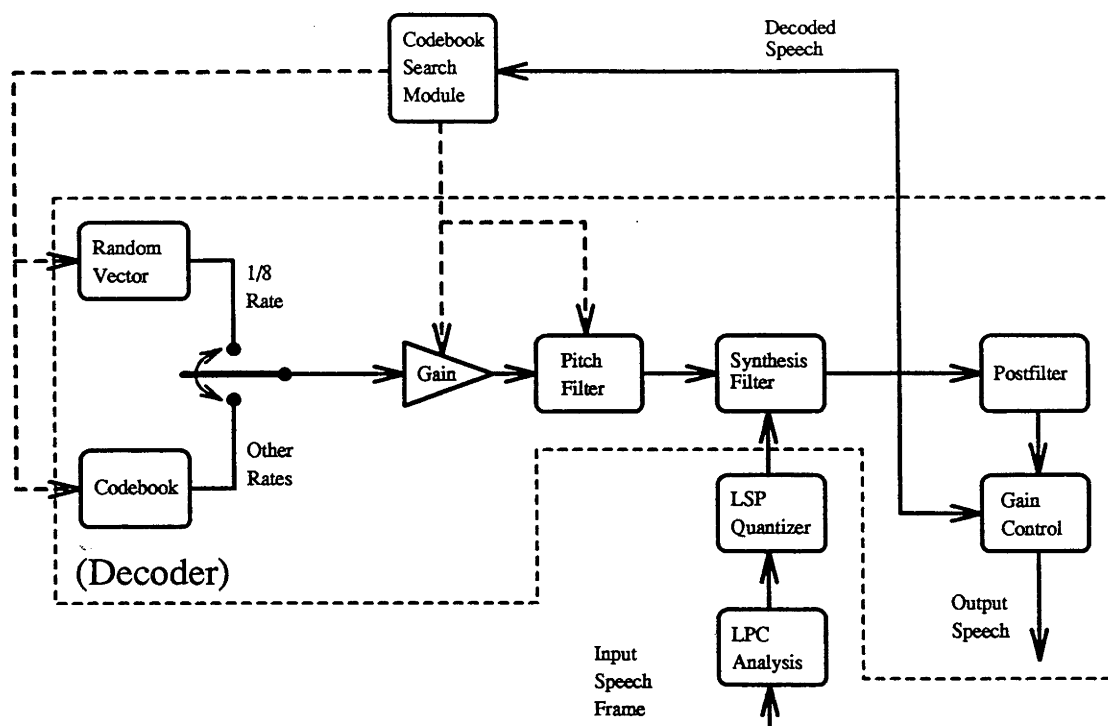 Codebook
Search
Module
Decoded
Speech
Random
Vector
1/8
Rate
Gain
Pitch
Filter
Synthesis
Filter
Postfilter
Codebook
Other
Rates
LSP
Quantizer
Gain
Control
(Decoder)
LPC
Analysis
Output
Speech
Input
Speech
Frame